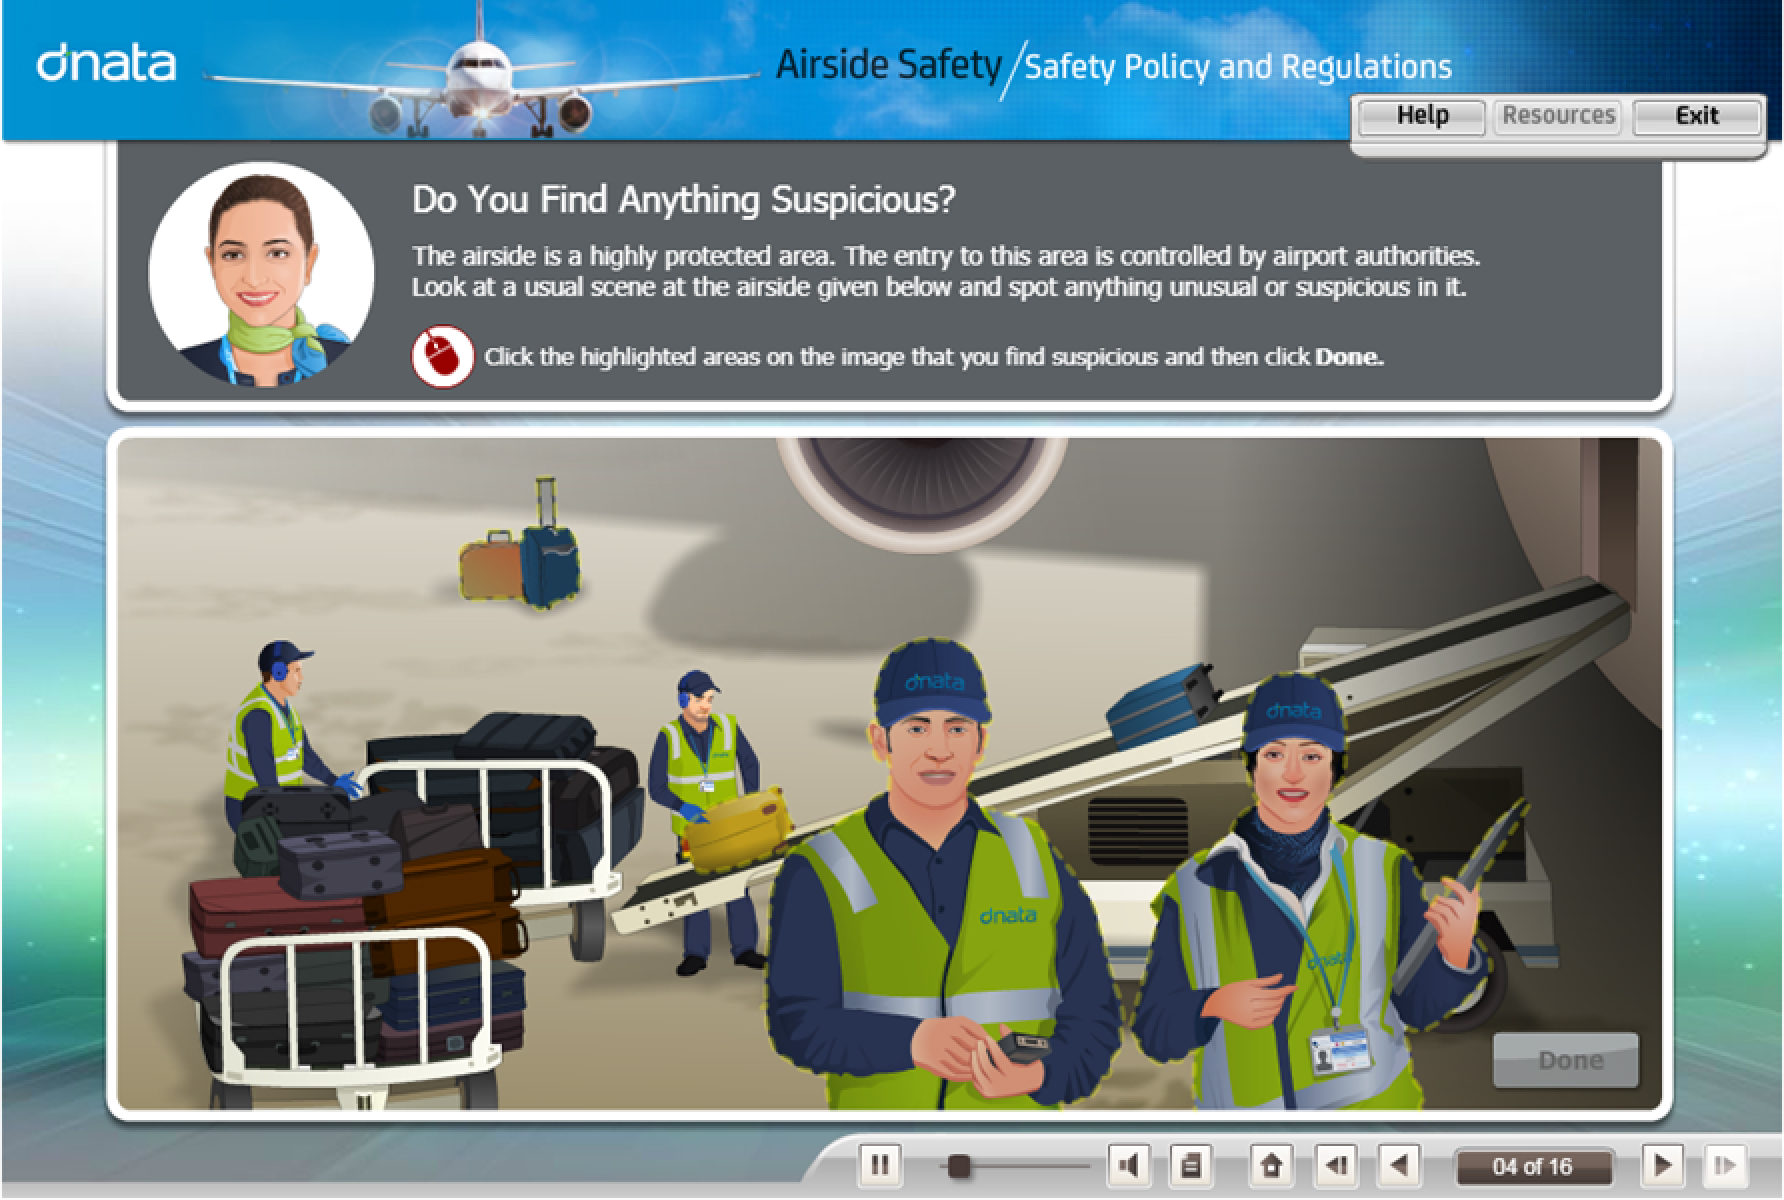 dnata
Airside Safety/Safety Policy and Regulations
Help
Resources
Exit
Do You Find Anything Suspicious?
The airside is a highly protected area. The entry to this area is controlled by airport authorities.
Look at a usual scene at the airside given below and spot anything unusual or suspicious in it.
Click the highlighted areas on the image that you find suspicious and then click Done.
dnata
dnata
dnata
dnata
Done
04 of 16